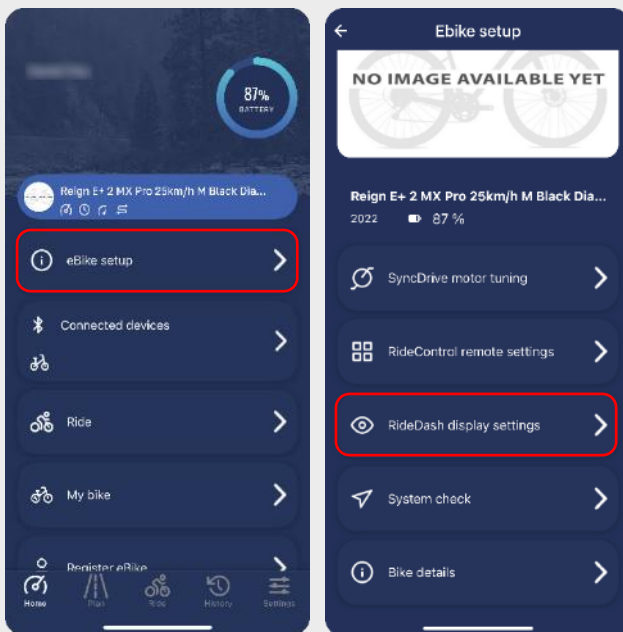 87%
BATTERY
Reign E+ 2 MX Pro 25km/h M Black Dia...
eBike setup
Connected devices
Ride
My bike
Register eBike
Home
Plan
Ride
History
Settings
Ebike setup
NO IMAGE AVAILABLE YET
Reign E+ 2 MX Pro 25km/h M Black Dia...
2022 87 %
SyncDrive motor tuning
RideControl remote settings
RideDash display settings
System check
Bike details